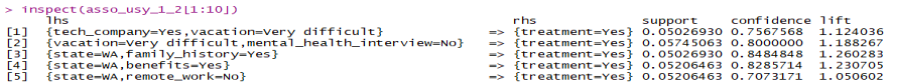 > inspect(asso_usy_1_2[1:10])
lhs rhs support confidence lift
[1] {tech_company=Yes,vacation=Very difficult} => {treatment=Yes} 0.05026930 0.7567568 1.124036
[2] {vacation=Very difficult,mental_health_interview=No} => {treatment=Yes} 0.05745063 0.8000000 1.188267
[3] {state=WA,family_history=Yes} => {treatment=Yes} 0.05026930 0.8484848 1.260283
[4] {state=WA,benefits=Yes} => {treatment=Yes} 0.05206463 0.8285714 1.230705
[5] {state=WA,remote_work=No} => {treatment=Yes} 0.05206463 0.7073171 1.050602